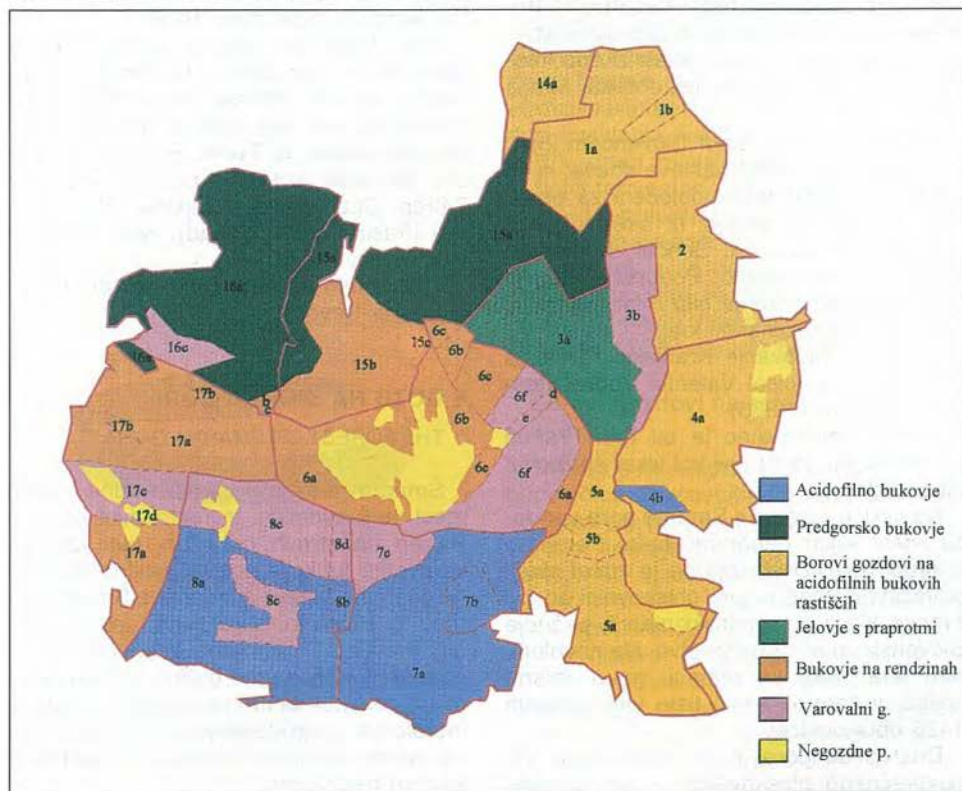 14a
1b
1a
15a
15a
2
16a
3b
16c
3a
6c
15c
6b
16a
15b
6c
17b
b
c
d
6f
17b
17a
6b
e
4a
6a
6c
6f
5a
17c
6a
4b
17d
8c
8d
7c
5b
17a
8a
8c
8b
7b
5a
7a
Acidofilno bukovje
Predgorsko bukovje
Borovi gozdovi na
acidofilnih bukovih
rastiščih
Jelovje s praprotmi
Bukovje na rendzinah
Varovalni g.
Negozdne p.